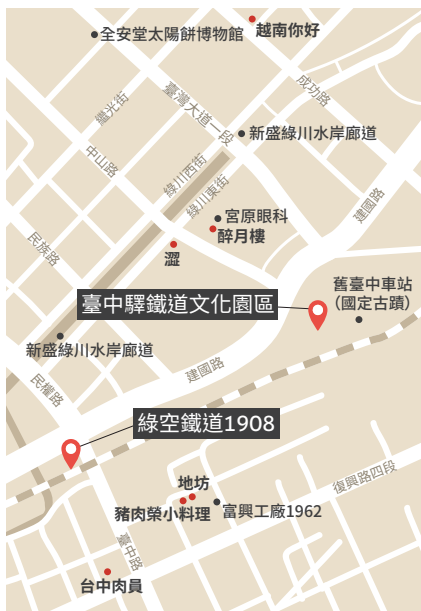 越南你好
全安堂太陽餅博物館
成功路
繼光街
臺灣大道一段
新盛綠川水岸廊道
中山路
綠川西街
綠川東街
建國路
宮原眼科
醉月樓
民族路
澀
舊臺中車站
(國定古蹟)
臺中驛鐵道文化園區
新盛綠川水岸廊道
建國路
民權路
綠空鐵道1908
復興路四段
地坊
豬肉榮小料理
富興工廠1962
臺中路
台中肉員